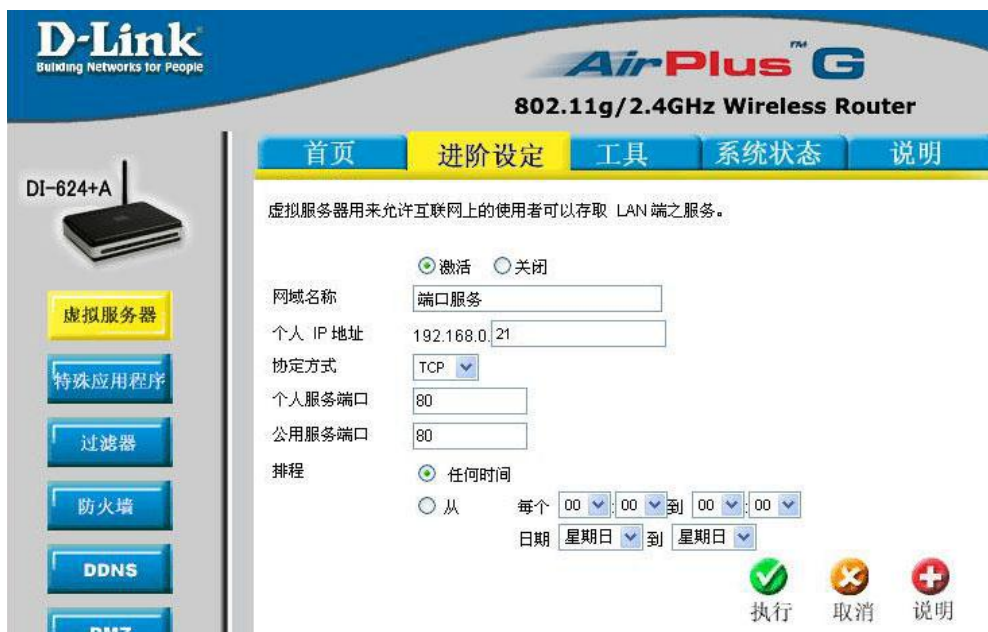 D-Link
Building Networks for People
AirPlus G™
802.11g/2.4GHz Wireless Router
DI-624+A
首页 进阶设定 工具 系统状态 说明
虚拟服务器用来允许互联网上的使用者可以存取 LAN 端之服务。
激活 关闭
网域名称 端口服务
个人 IP 地址 192.168.0. 21
协定方式 TCP
个人服务端口 80
公用服务端口 80
排程 任何时间
从 每个 00 : 00 到 00 : 00
日期 星期日 到 星期日
执行 取消 说明
虚拟服务器
特殊应用程序
过滤器
防火墙
DDNS
DMZ